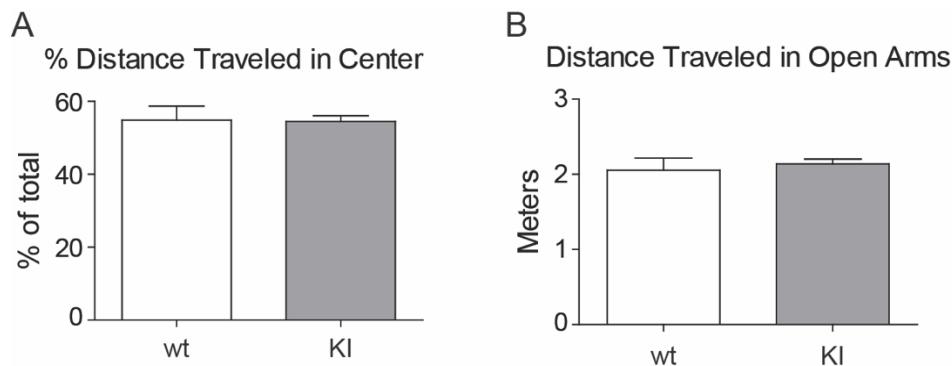 A
% Distance Traveled in Center
% of total
60
40
20
0
wt
KI
B
Distance Traveled in Open Arms
Meters
3
2
1
0
wt
KI